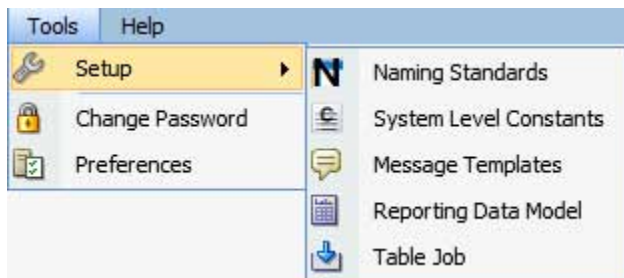 Tools Help
Setup Naming Standards
Change Password System Level Constants
Preferences Message Templates
Reporting Data Model
Table Job